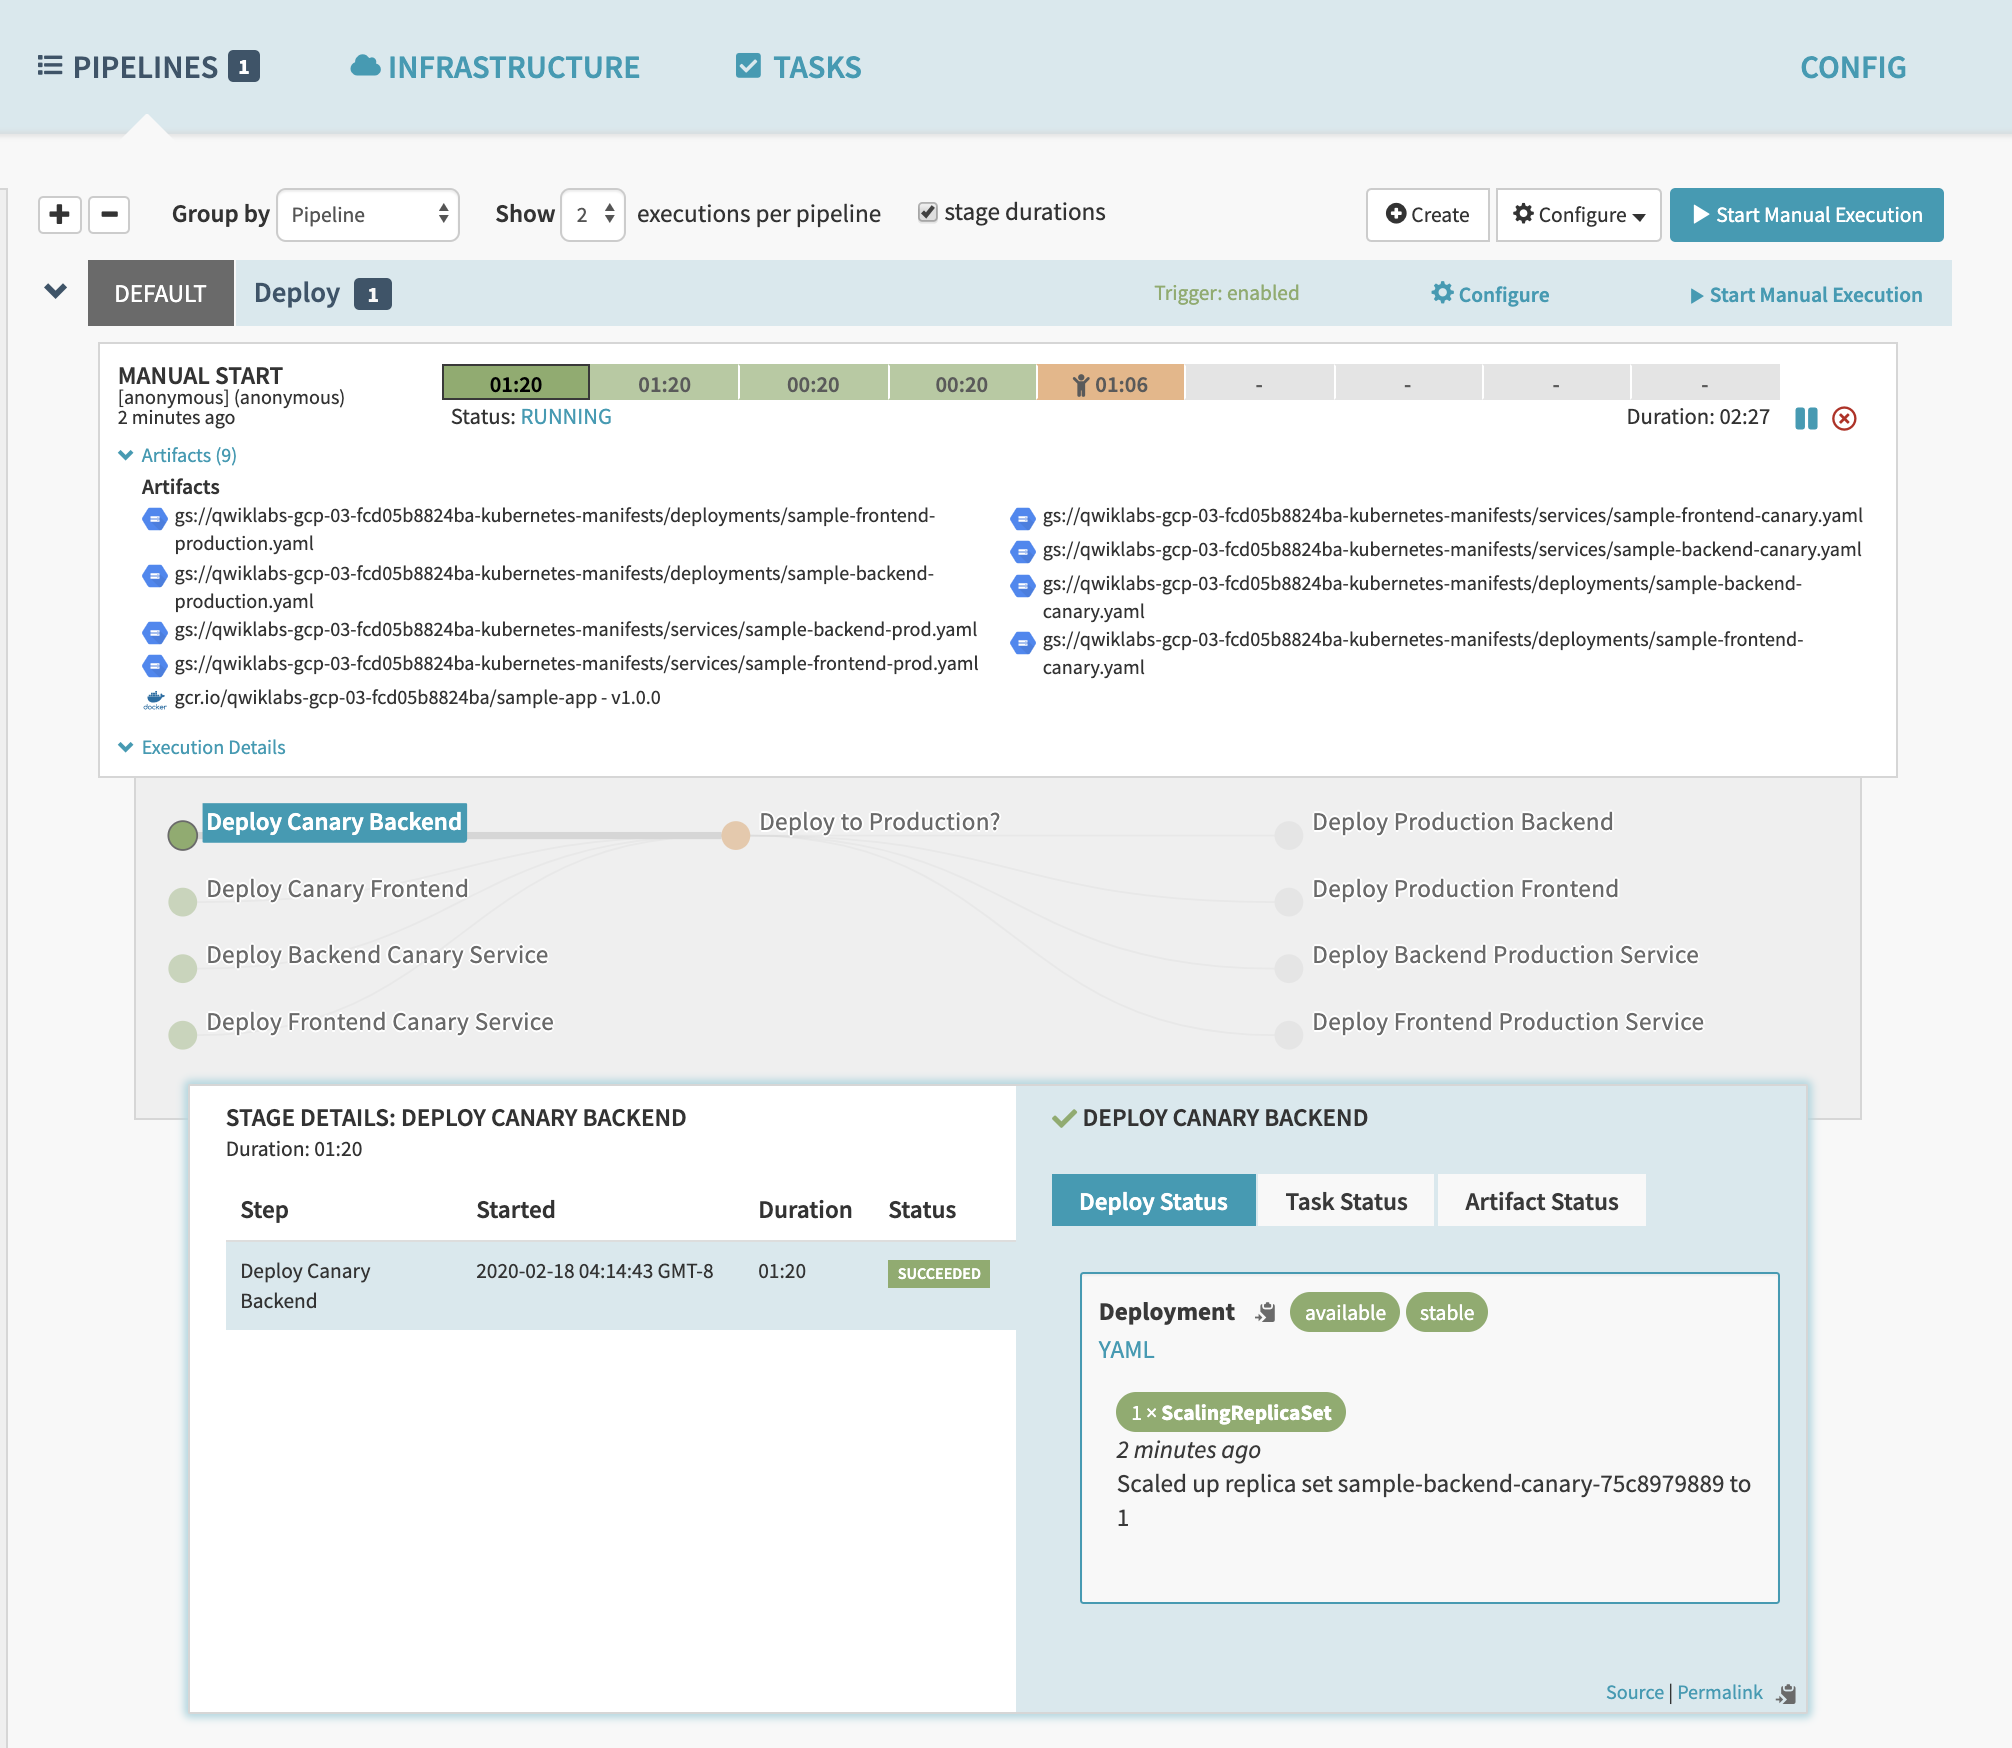 PIPELINES 1
INFRASTRUCTURE
TASKS
CONFIG
Group by Pipeline
Show 2 executions per pipeline
stage durations
Create
Configure
Start Manual Execution
DEFAULT
Deploy 1
Trigger: enabled
Configure
Start Manual Execution
MANUAL START
[anonymous] (anonymous)
2 minutes ago
01:20 01:20 00:20 00:20 01:06 - - - -
Status: RUNNING
Duration: 02:27
Artifacts (9)
Artifacts
gs://qwiklabs-gcp-03-fcd05b8824ba-kubernetes-manifests/deployments/sample-frontend-
production.yaml
gs://qwiklabs-gcp-03-fcd05b8824ba-kubernetes-manifests/deployments/sample-backend-
production.yaml
gs://qwiklabs-gcp-03-fcd05b8824ba-kubernetes-manifests/services/sample-backend-prod.yaml
gs://qwiklabs-gcp-03-fcd05b8824ba-kubernetes-manifests/services/sample-frontend-prod.yaml
docker
gcr.io/qwiklabs-gcp-03-fcd05b8824ba/sample-app - v1.0.0
gs://qwiklabs-gcp-03-fcd05b8824ba-kubernetes-manifests/services/sample-frontend-canary.yaml
gs://qwiklabs-gcp-03-fcd05b8824ba-kubernetes-manifests/services/sample-backend-canary.yaml
gs://qwiklabs-gcp-03-fcd05b8824ba-kubernetes-manifests/deployments/sample-backend-
canary.yaml
gs://qwiklabs-gcp-03-fcd05b8824ba-kubernetes-manifests/deployments/sample-frontend-
canary.yaml
Execution Details
Deploy Canary Backend
Deploy Canary Frontend
Deploy Backend Canary Service
Deploy Frontend Canary Service
Deploy to Production?
Deploy Production Backend
Deploy Production Frontend
Deploy Backend Production Service
Deploy Frontend Production Service
STAGE DETAILS: DEPLOY CANARY BACKEND
Duration: 01:20
Step Started Duration Status
Deploy Canary 2020-02-18 04:14:43 GMT-8 01:20 SUCCEEDED
Backend
DEPLOY CANARY BACKEND
Deploy Status
Task Status
Artifact Status
Deployment available stable
YAML
1 × ScalingReplicaSet
2 minutes ago
Scaled up replica set sample-backend-canary-75c8979889 to
1
Source | Permalink